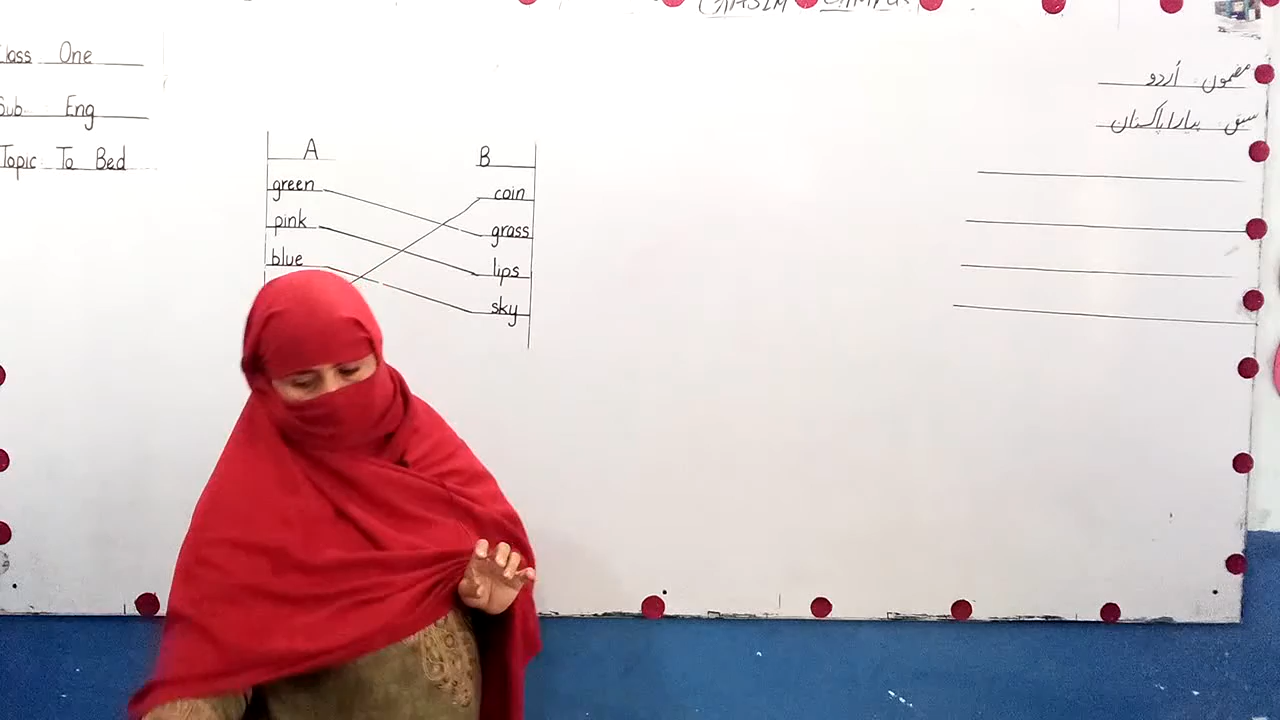 CAMPUS
Class One
Sub Eng
Topic: To Bed
A B
green coin
pink grass
blue lips
sky
مضمون: اُردو
سبق: پیارا پاکستان